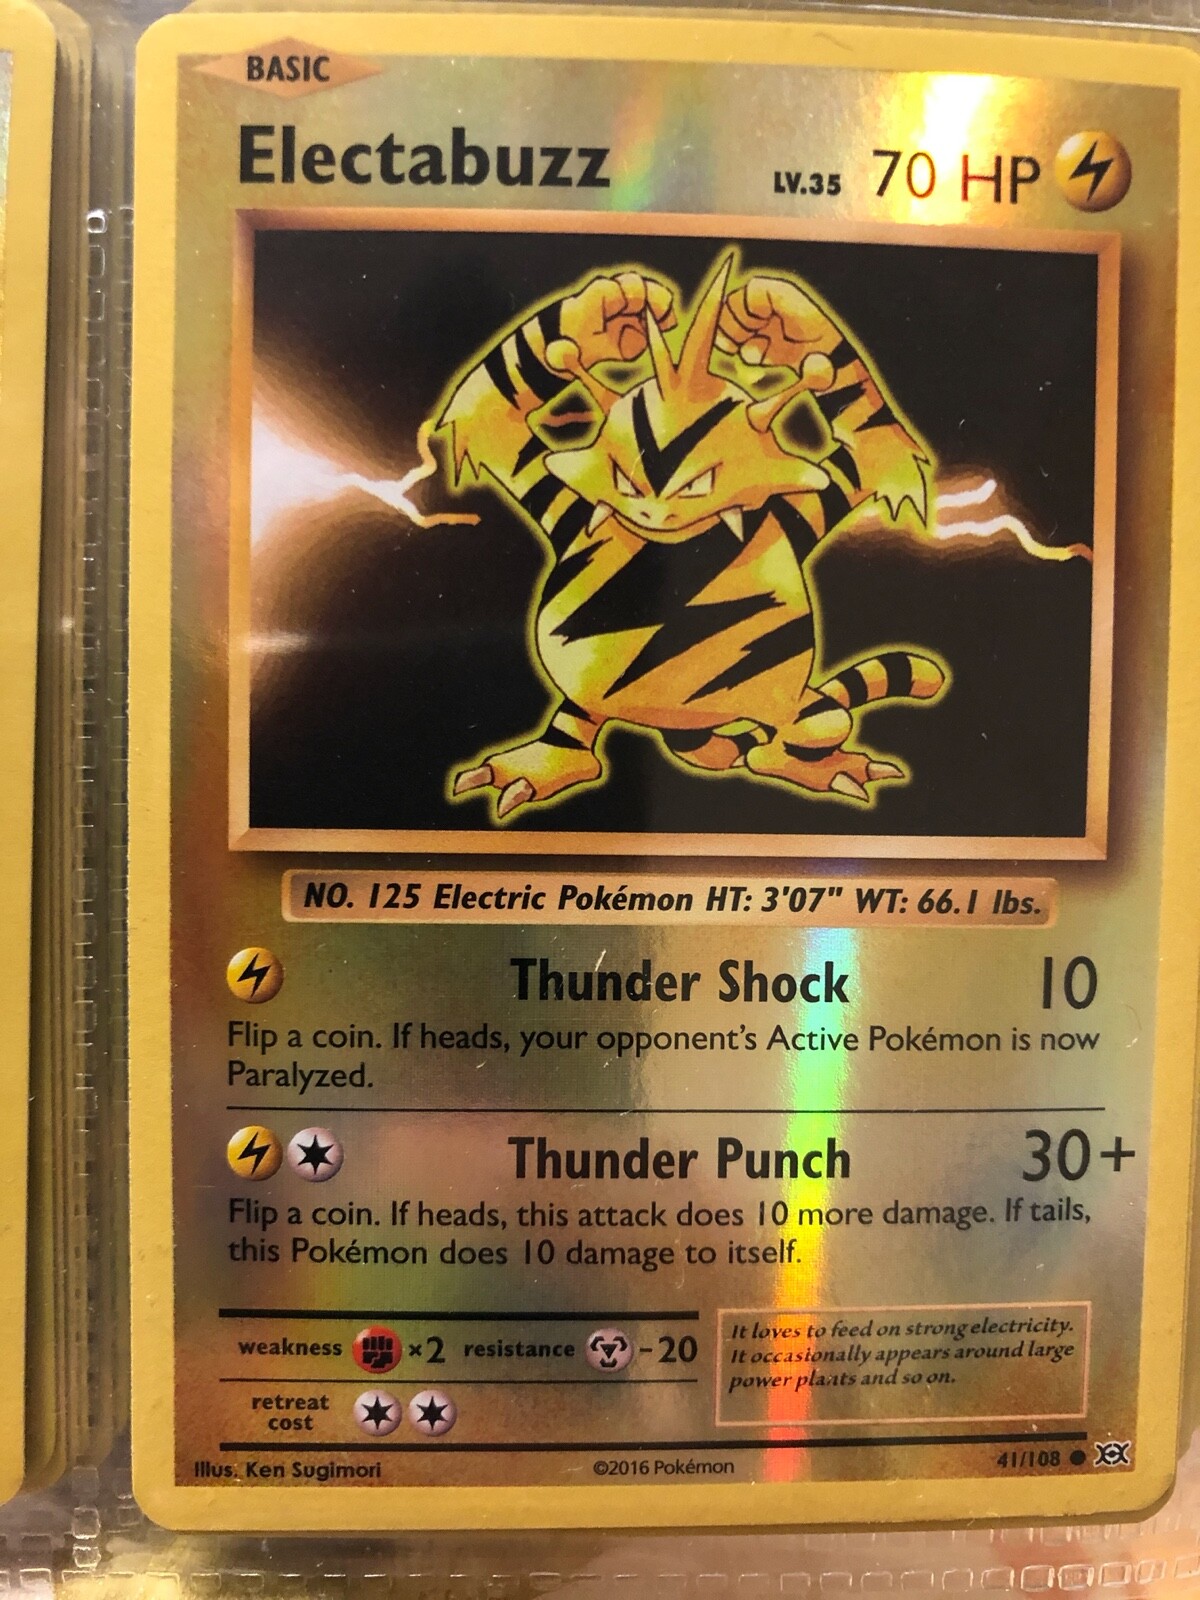 BASIC
Electabuzz LV.35 70 HP
NO. 125 Electric Pokémon HT: 3'07" WT: 66.1 lbs.
Thunder Shock 10
Flip a coin. If heads, your opponent's Active Pokémon is now
Paralyzed.
Thunder Punch 30+
Flip a coin. If heads, this attack does 10 more damage. If tails,
this Pokémon does 10 damage to itself.
weakness ×2 resistance -20
retreat
cost
It loves to feed on strong electricity.
It occasionally appears around large
power plants and so on.
Illus. Ken Sugimori ©2016 Pokémon 41/108